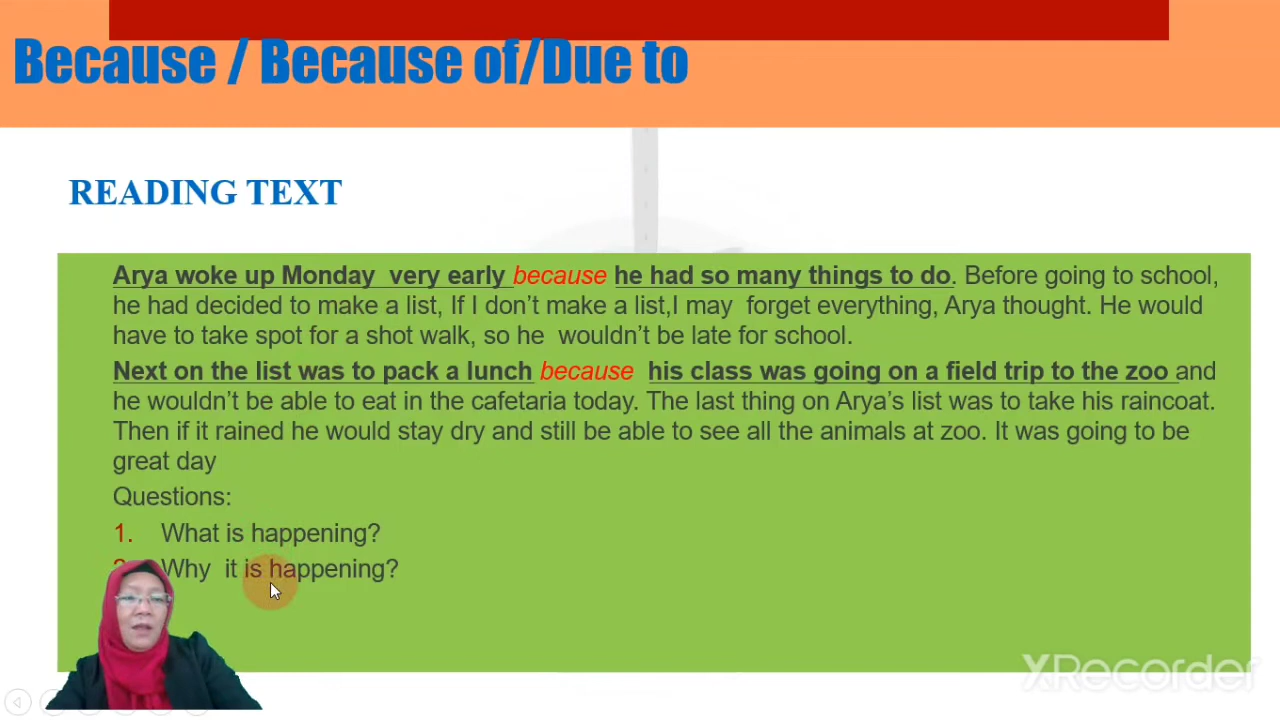 Because / Because of/Due to
READING TEXT
Arya woke up Monday very early because he had so many things to do. Before going to school,
he had decided to make a list, If I don't make a list,I may forget everything, Arya thought. He would
have to take spot for a shot walk, so he wouldn't be late for school.
Next on the list was to pack a lunch because his class was going on a field trip to the zoo and
he wouldn't be able to eat in the cafetaria today. The last thing on Arya's list was to take his raincoat.
Then if it rained he would stay dry and still be able to see all the animals at zoo. It was going to be
great day
Questions:
1. What is happening?
Why it is happening?
XRecorder